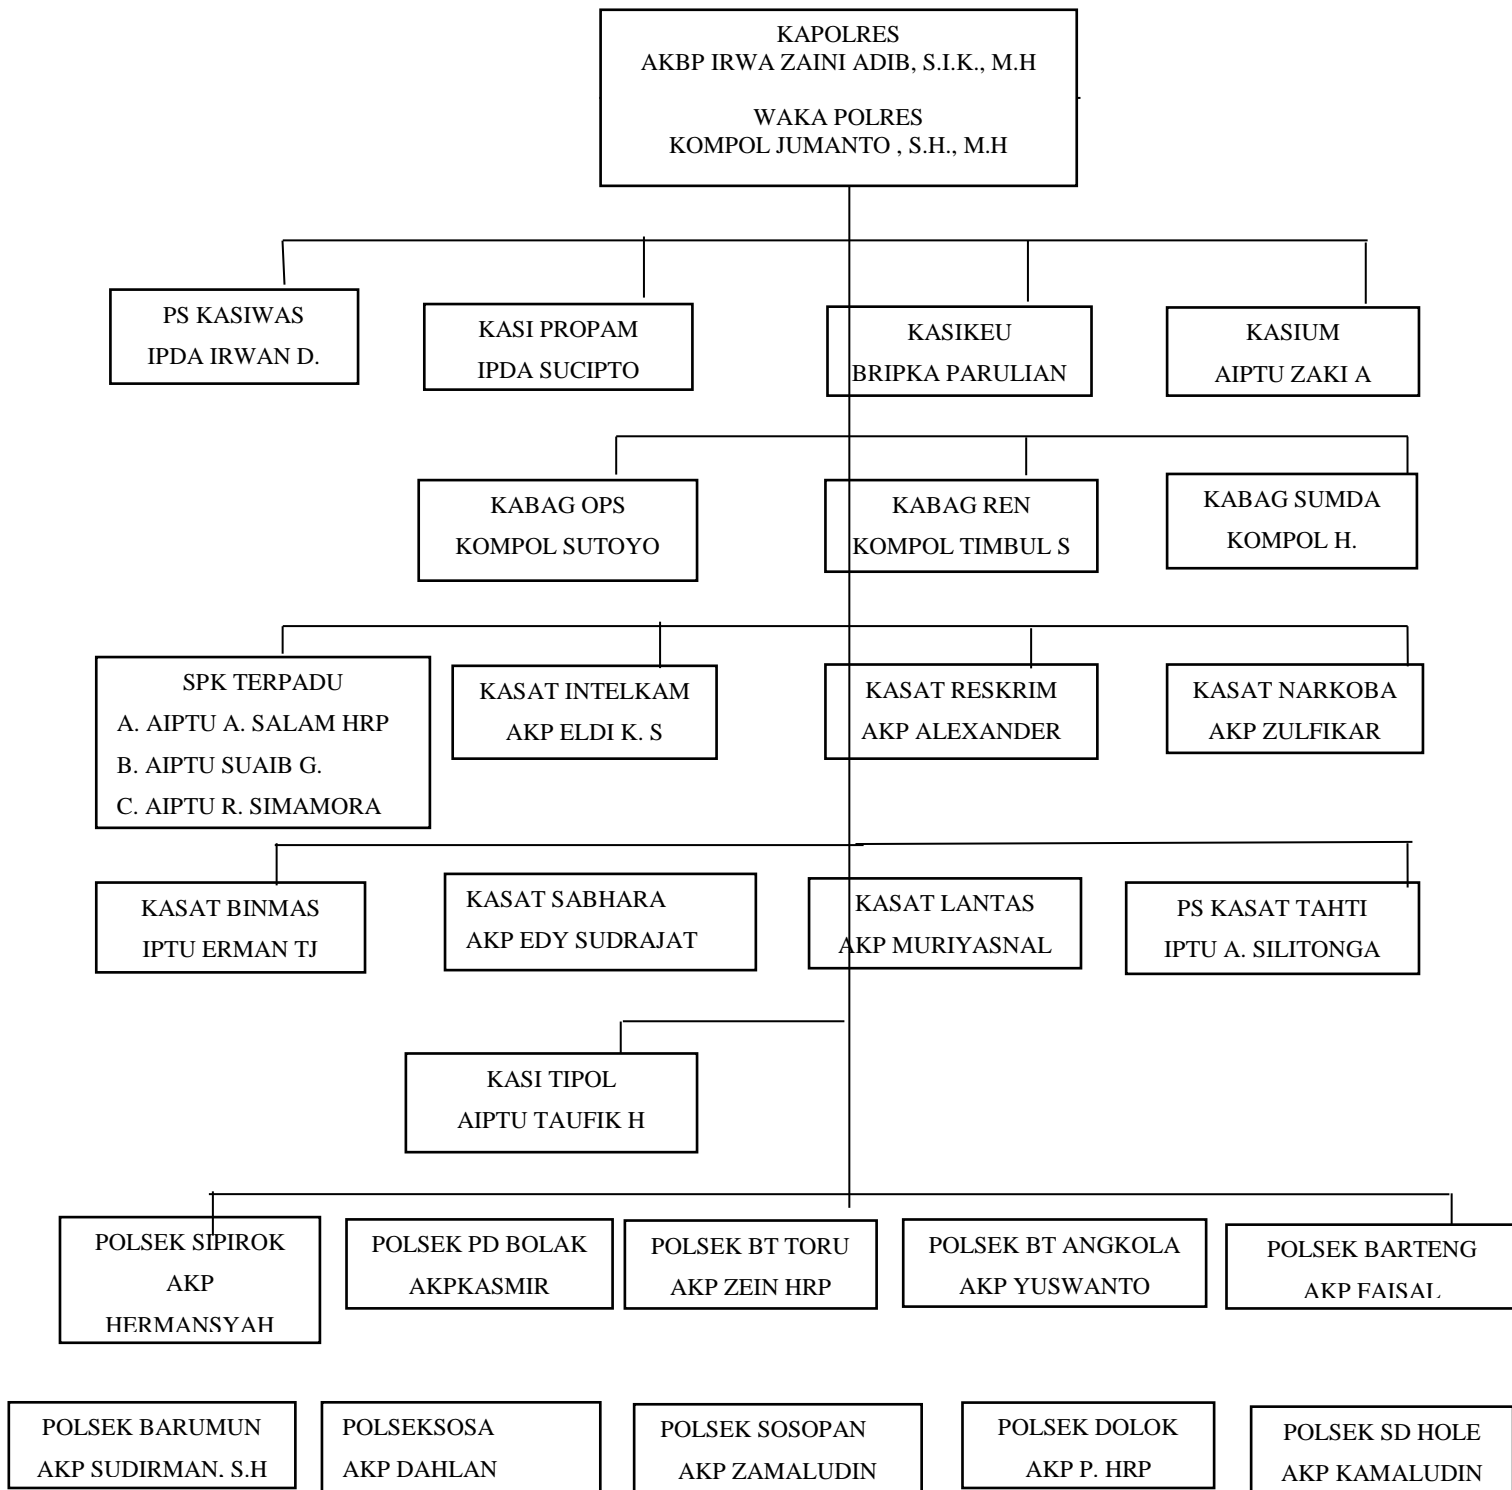 KAPOLRES
AKBP IRWA ZAINI ADIB, S.I.K., M.H
WAKA POLRES
KOMPOL JUMANTO , S.H., M.H
PS KASIWAS
IPDA IRWAN D.
KASI PROPAM
IPDA SUCIPTO
KASIKEU
BRIPKA PARULIAN
KASIUM
AIPTU ZAKI A
KABAG OPS
KOMPOL SUTOYO
KABAG REN
KOMPOL TIMBUL S
KABAG SUMDA
KOMPOL H.
SPK TERPADU
A. AIPTU A. SALAM HRP
B. AIPTU SUAIB G.
C. AIPTU R. SIMAMORA
KASAT INTELKAM
AKP ELDI K. S
KASAT RESKRIM
AKP ALEXANDER
KASAT NARKOBA
AKP ZULFIKAR
KASAT BINMAS
IPTU ERMAN TJ
KASAT SABHARA
AKP EDY SUDRAJAT
KASAT LANTAS
AKP MURIYASNAL
PS KASAT TAHTI
IPTU A. SILITONGA
KASI TIPOL
AIPTU TAUFIK H
POLSEK SIPIROK
AKP
HERMANSYAH
POLSEK PD BOLAK
AKPKASMIR
POLSEK BT TORU
AKP ZEIN HRP
POLSEK BT ANGKOLA
AKP YUSWANTO
POLSEK BARTENG
AKP FAISAL
POLSEK BARUMUN
AKP SUDIRMAN. S.H
POLSEKSOSA
AKP DAHLAN
POLSEK SOSOPAN
AKP ZAMALUDIN
POLSEK DOLOK
AKP P. HRP
POLSEK SD HOLE
AKP KAMALUDIN